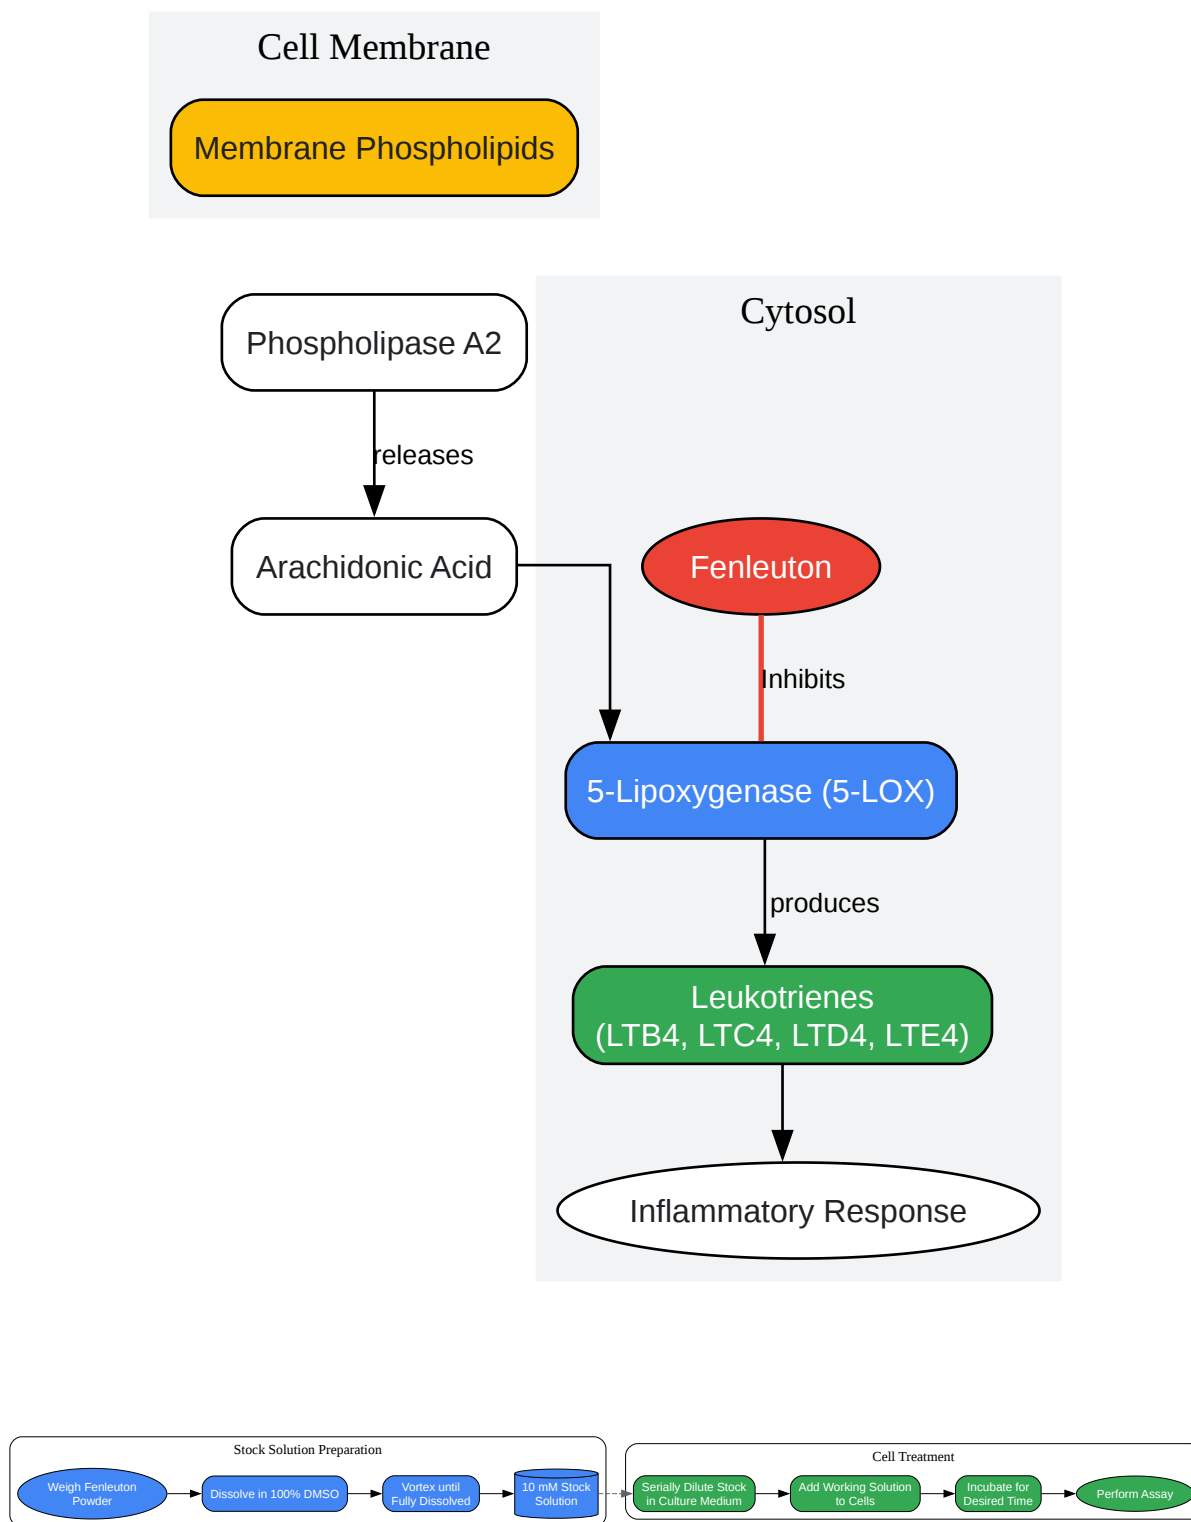 Cell Membrane
Membrane Phospholipids
Cytosol
Phospholipase A2
releases
Arachidonic Acid
Fenleuton
Inhibits
5-Lipoxygenase (5-LOX)
produces
Leukotrienes
(LTB4, LTC4, LTD4, LTE4)
Inflammatory Response
Stock Solution Preparation
Weigh Fenleuton
Powder
Dissolve in 100% DMSO
Vortex until
Fully Dissolved
10 mM Stock
Solution
Cell Treatment
Serially Dilute Stock
in Culture Medium
Add Working Solution
to Cells
Incubate for
Desired Time
Perform Assay